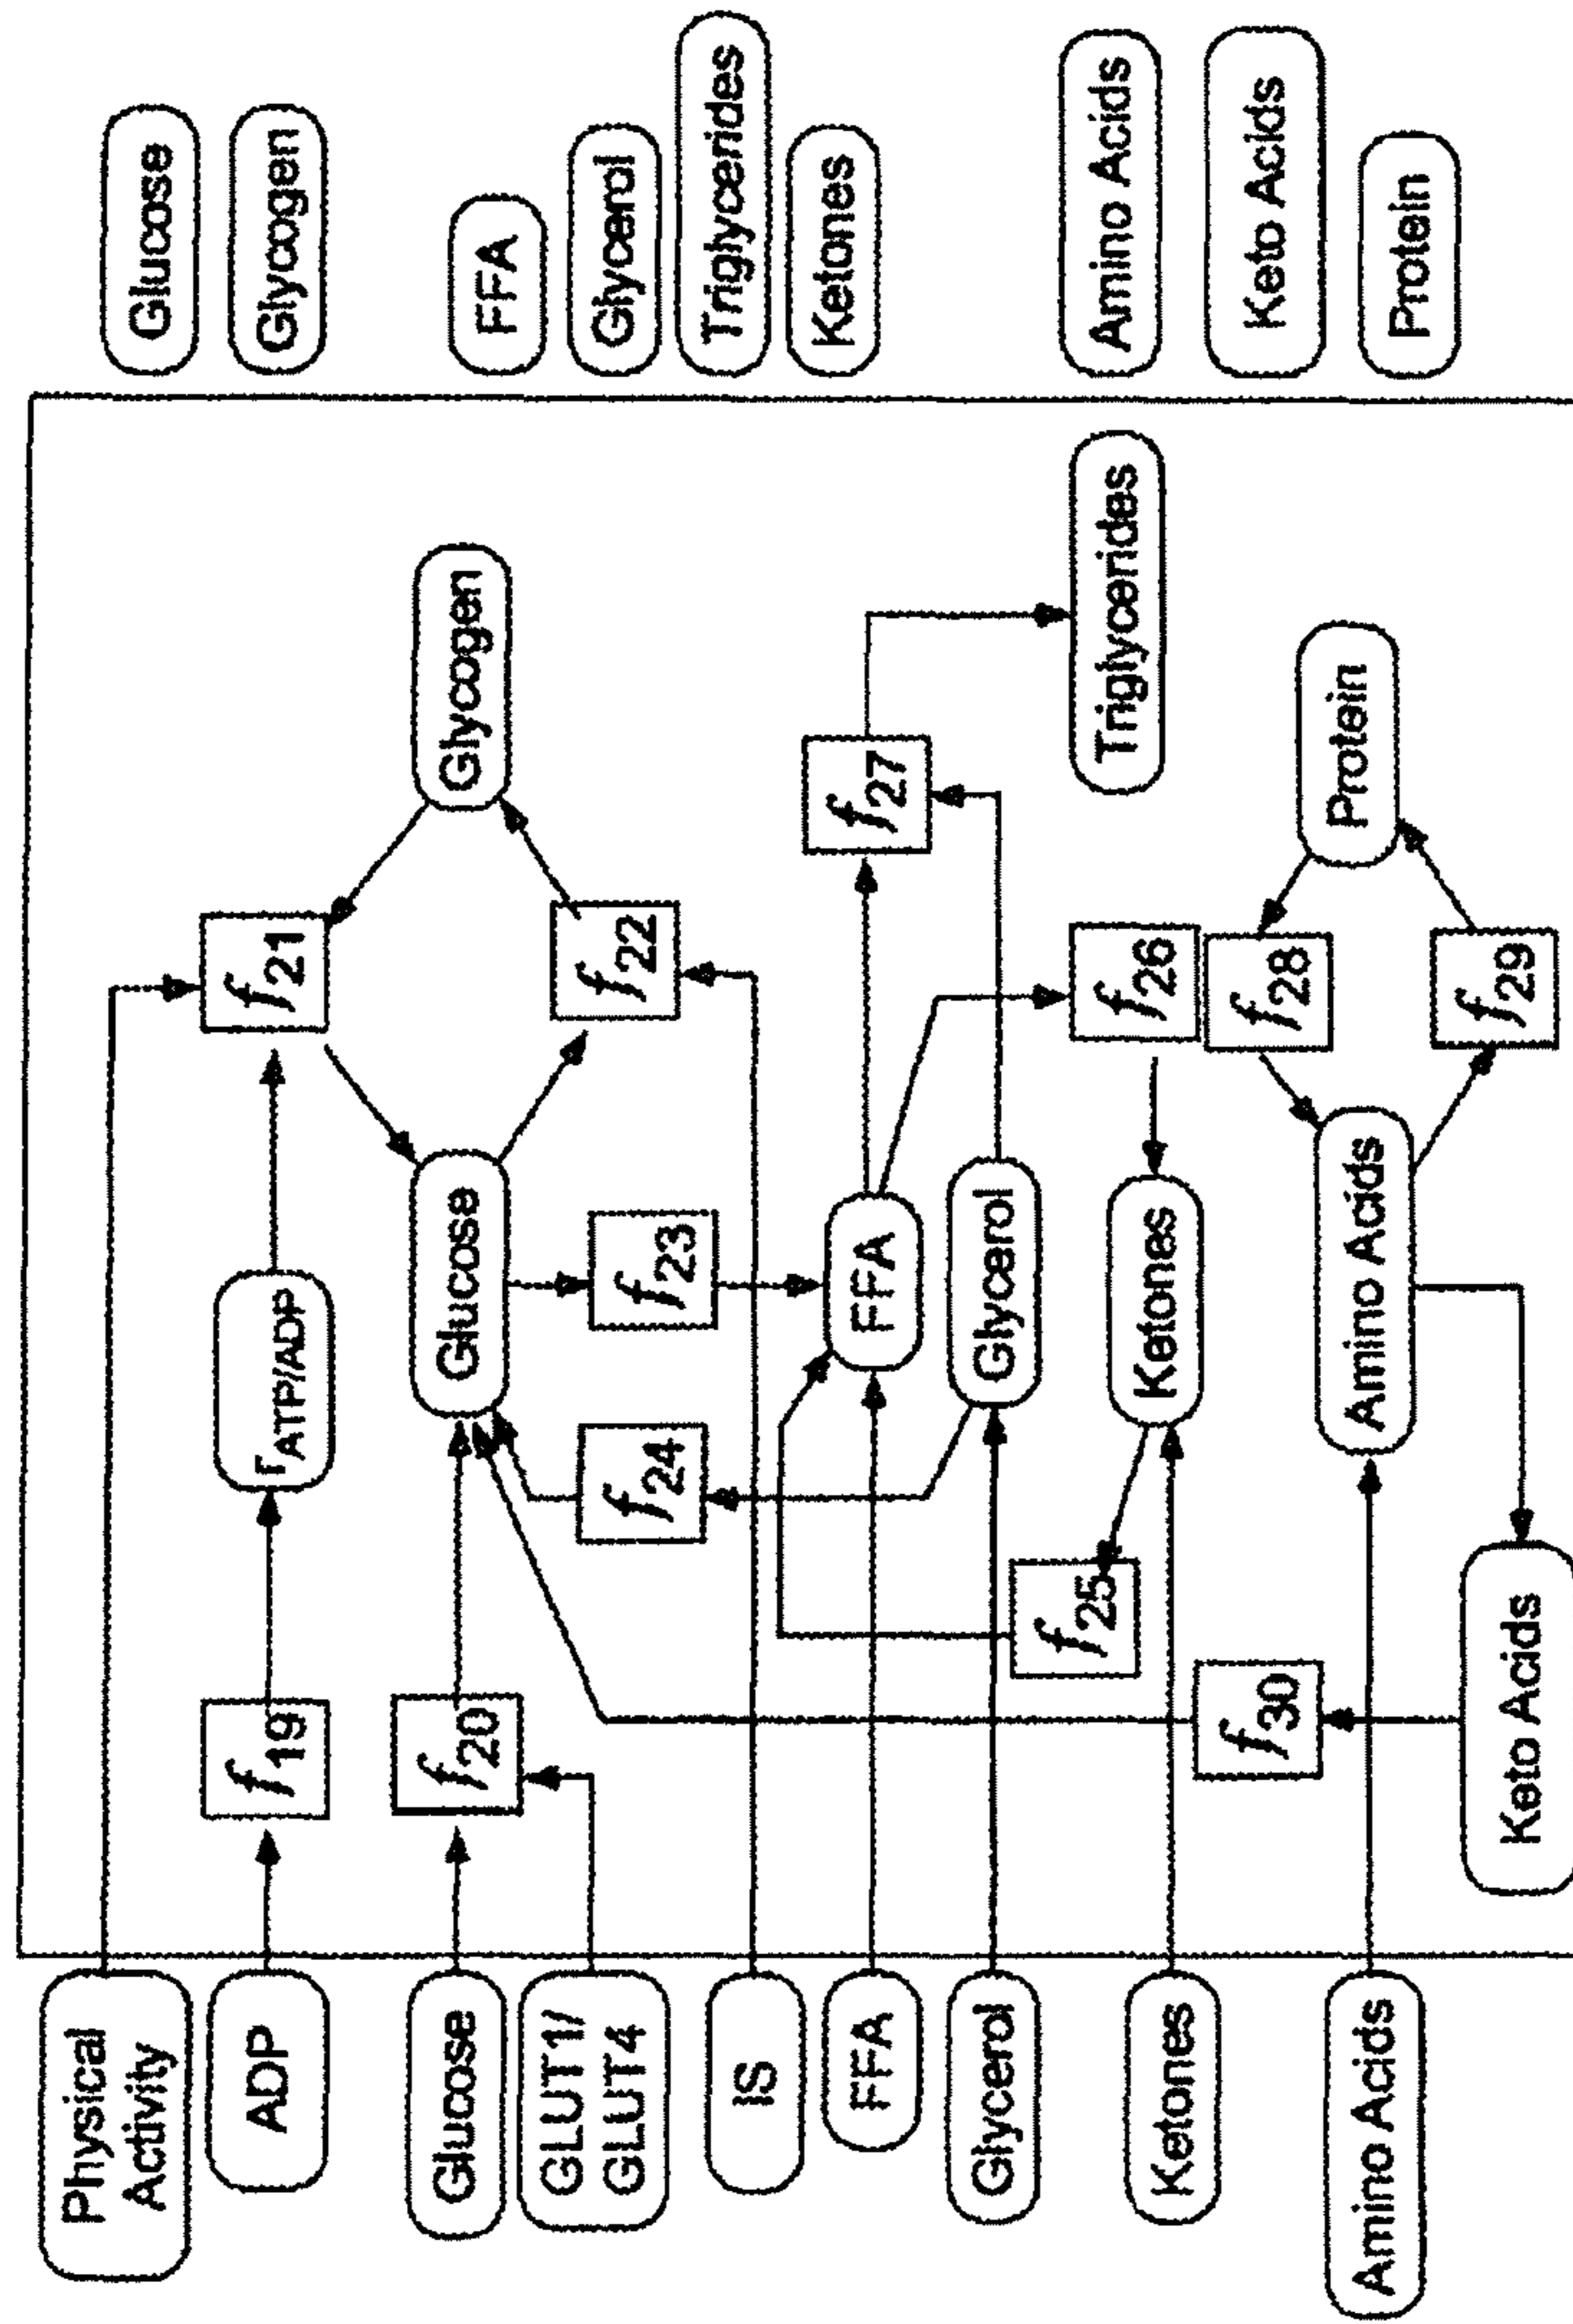 Physical
Activity
ADP
Glucose
GLUT1/
GLUT4
IS
FFA
Glycerol
Ketones
Amino Acids
f19
rATP/ADP
f21
f20
Glucose
Glycogen
f24
f23
f22
FFA
f27
Glycerol
f25
Ketones
f26
Triglycerides
f30
f28
Amino Acids
Protein
Keto Acids
f29
Glucose
Glycogen
FFA
Glycerol
Triglycerides
Ketones
Amino Acids
Keto Acids
Protein